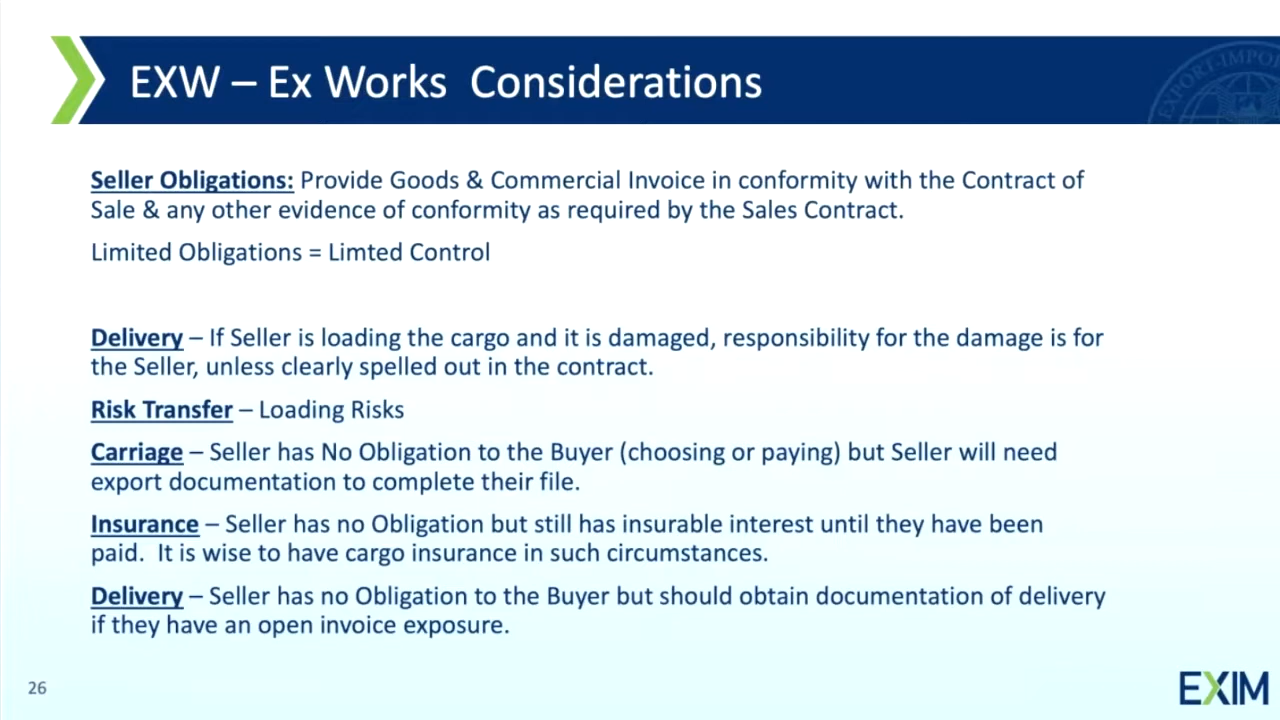 EXW – Ex Works  Considerations
EXPORT-IMPO
Seller Obligations: Provide Goods & Commercial Invoice in conformity with the Contract of
Sale & any other evidence of conformity as required by the Sales Contract.
Limited Obligations = Limted Control
Delivery – If Seller is loading the cargo and it is damaged, responsibility for the damage is for
the Seller, unless clearly spelled out in the contract.
Risk Transfer – Loading Risks
Carriage – Seller has No Obligation to the Buyer (choosing or paying) but Seller will need
export documentation to complete their file.
Insurance – Seller has no Obligation but still has insurable interest until they have been
paid.  It is wise to have cargo insurance in such circumstances.
Delivery – Seller has no Obligation to the Buyer but should obtain documentation of delivery
if they have an open invoice exposure.
26
EXIM